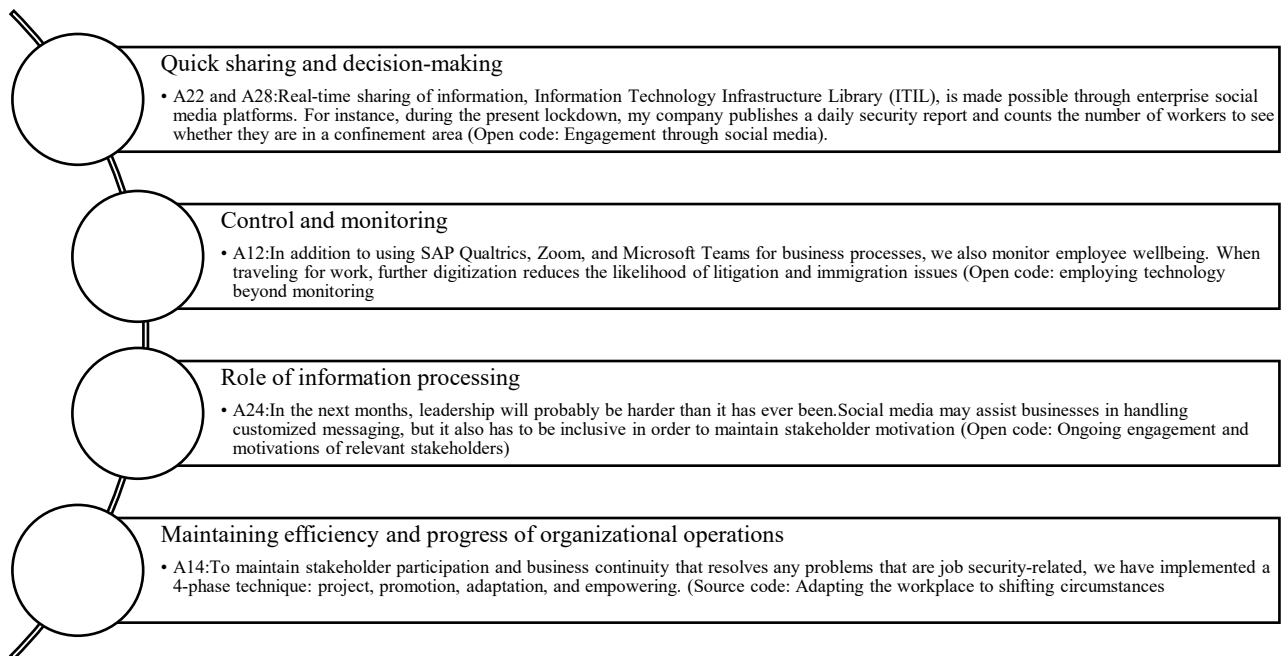 Quick sharing and decision-making
• A22 and A28:Real-time sharing of information, Information Technology Infrastructure Library (ITIL), is made possible through enterprise social
media platforms. For instance, during the present lockdown, my company publishes a daily security report and counts the number of workers to see
whether they are in a confinement area (Open code: Engagement through social media).
Control and monitoring
• A12:In addition to using SAP Qualtrics, Zoom, and Microsoft Teams for business processes, we also monitor employee wellbeing. When
traveling for work, further digitization reduces the likelihood of litigation and immigration issues (Open code: employing technology
beyond monitoring
Role of information processing
• A24:In the next months, leadership will probably be harder than it has ever been.Social media may assist businesses in handling
customized messaging, but it also has to be inclusive in order to maintain stakeholder motivation (Open code: Ongoing engagement and
motivations of relevant stakeholders)
Maintaining efficiency and progress of organizational operations
• A14:To maintain stakeholder participation and business continuity that resolves any problems that are job security-related, we have implemented a
4-phase technique: project, promotion, adaptation, and empowering. (Source code: Adapting the workplace to shifting circumstances